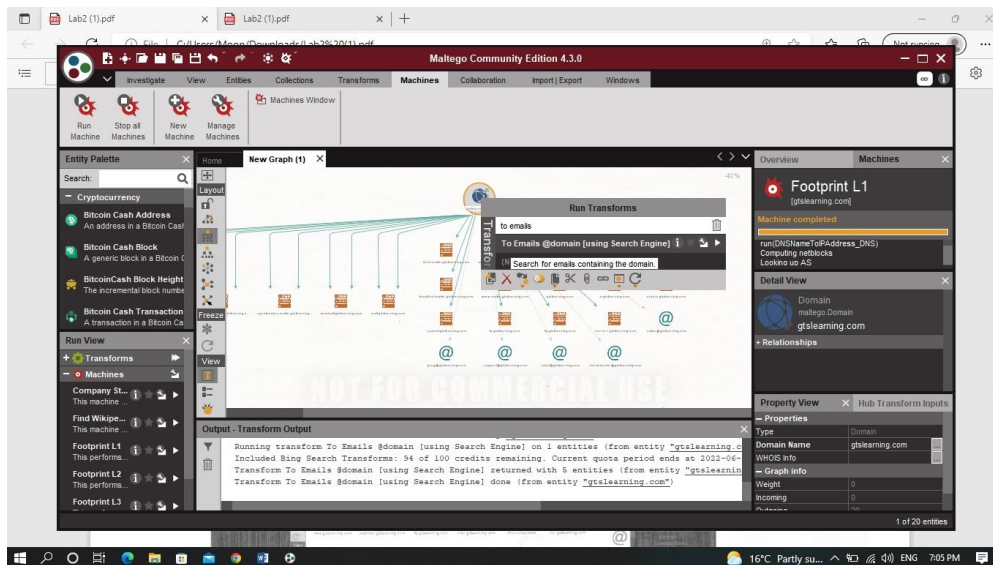 Lab2 (1).pdf
Lab2 (1).pdf
File
C:/Users/Moon/Downloads/Lab2%20(1).pdf
Not syncing
Maltego Community Edition 4.3.0
Investigate View Entities Collections Transforms Machines Collaboration Import | Export Windows
Run Machine
Stop all Machines
New Machine
Manage Machines
Machines Window
Entity Palette
Search:
Cryptocurrency
Bitcoin Cash Address
An address in a Bitcoin Cas
Bitcoin Cash Block
A generic block in a Bitcoin
BitcoinCash Block Height
The incremental block numbe
Bitcoin Cash Transaction
A transaction in a Bitcoin Ca
Run View
+ Transforms
- Machines
Company St...
This machine ...
Find Wikipe...
This machine ...
Footprint L1
This performs...
Footprint L2
This performs...
Footprint L3
Home
New Graph (1)
Layout
Freeze
View
40%
Run Transforms
Transfo
to emails
To Emails @domain [using Search Engine]
Search for emails containing the domain.
NOT FOR COMMERCIAL USE
Output - Transform Output
Running transform To Emails @domain [using Search Engine] on 1 entities (from entity "gtslearning.c
Included Bing Search Transforms: 94 of 100 credits remaining. Current quota period ends at 2022-06-
Transform To Emails @domain [using Search Engine] returned with 5 entities (from entity "gtslearnin
Transform To Emails @domain [using Search Engine] done (from entity "gtslearning.com")
Overview
Machines
Footprint L1
[gtslearning.com]
Machine completed
run(DNSNameToIPAddress_DNS)
Computing netblocks
Looking up AS
Detail View
Domain
maltego.Domain
gtslearning.com
+ Relationships
Property View
Hub Transform Inputs
- Properties
Type Domain
Domain Name gtslearning.com
WHOIS Info
- Graph info
Weight 0
Incoming 0
Outgoing 20
1 of 20 entities
16°C Partly su...
ENG
7:05 PM